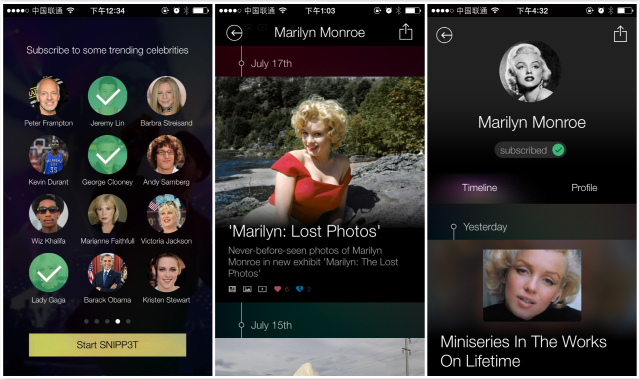 中国联通
下午12:34
Subscribe to some trending celebrities
Peter Frampton
Jeremy Lin
Barbra Streisand
Kevin Durant
George Clooney
Andy Samberg
Wiz Khalifa
Marianne Faithfull
Victoria Jackson
Lady Gaga
Barack Obama
Kristen Stewart
Start SNIPP3T
中国联通
下午1:03
Marilyn Monroe
July 17th
'Marilyn: Lost Photos'
Never-before-seen photos of Marilyn
Monroe in new exhibit 'Marilyn: The Lost
Photos'
6
2
July 15th
中国联通
下午4:32
Marilyn Monroe
subscribed
Timeline
Profile
Yesterday
Miniseries In The Works
On Lifetime